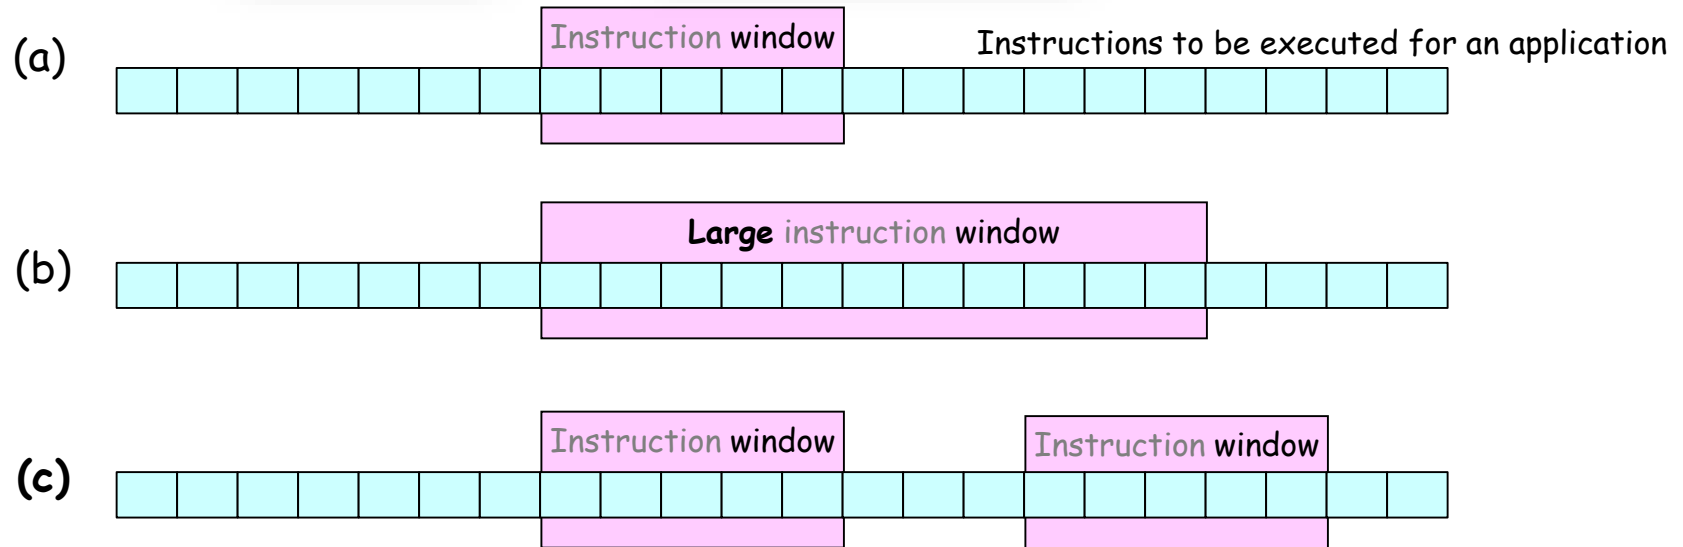 (a)
Instruction window
Instructions to be executed for an application
(b)
Large instruction window
(c)
Instruction window
Instruction window